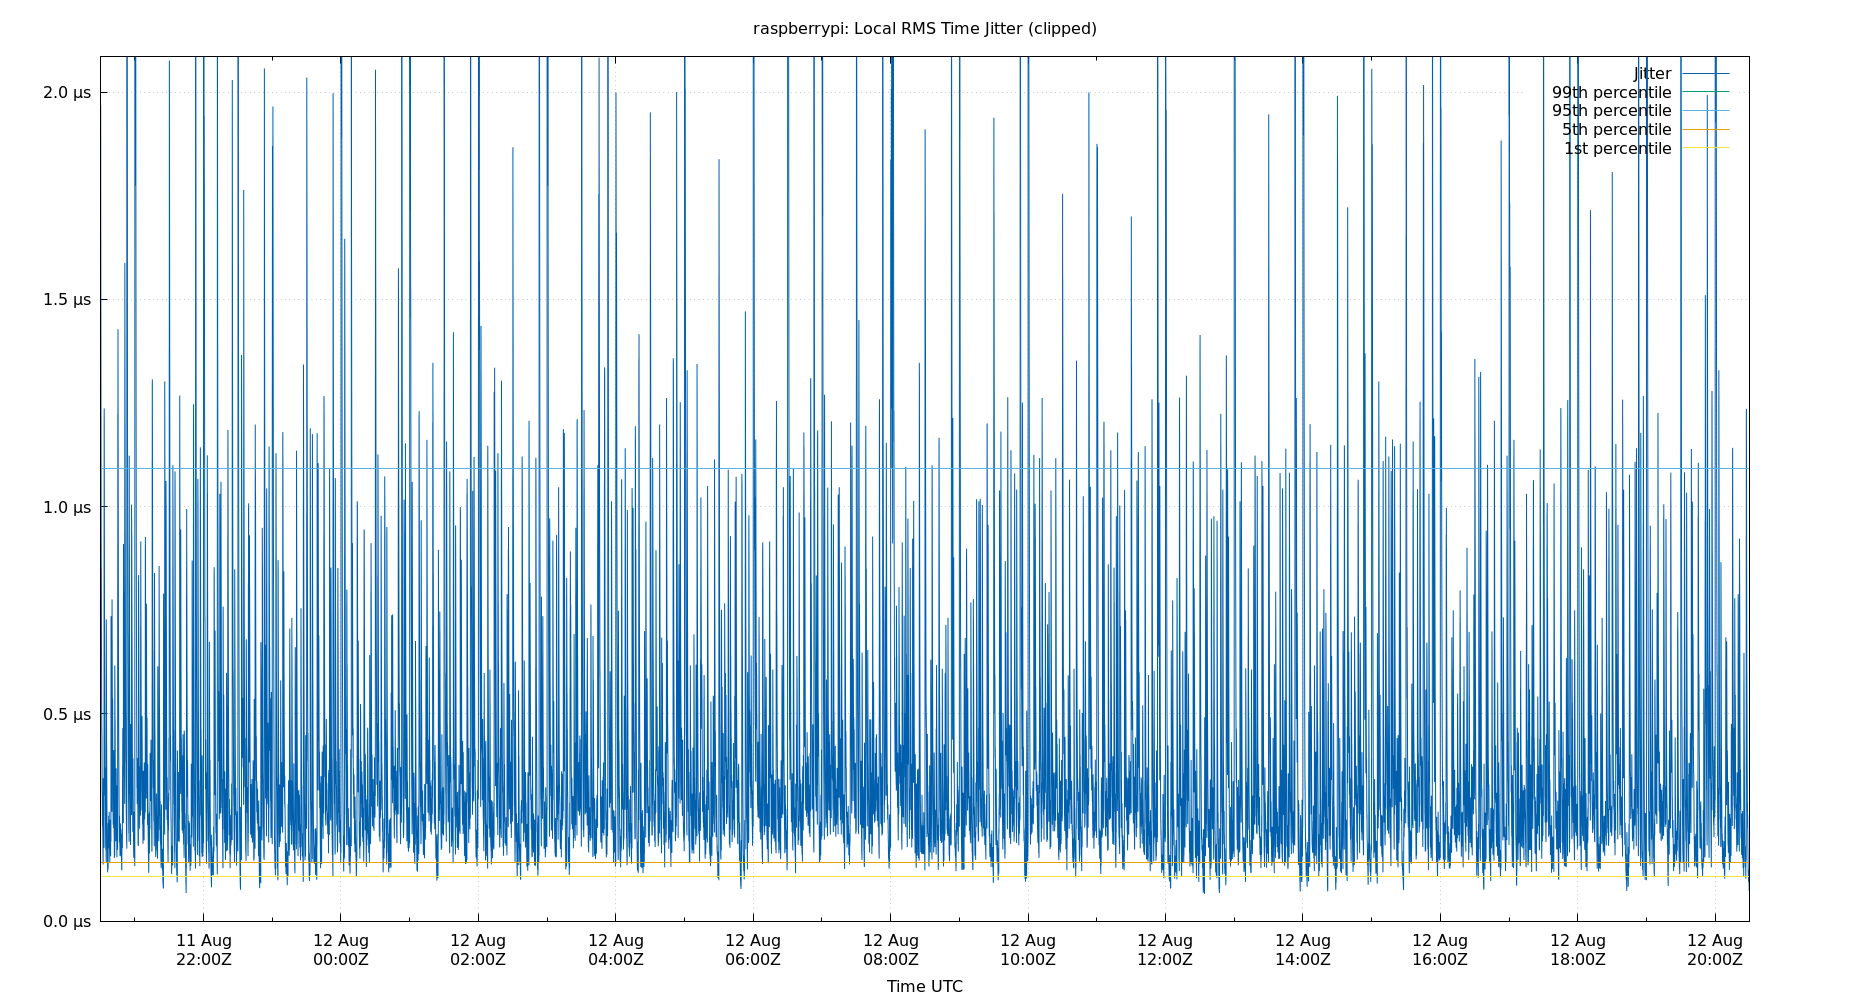 raspberrypi: Local RMS Time Jitter (clipped)
2.0 µs
1.5 µs
1.0 µs
0.5 µs
0.0 µs
Jitter
99th percentile
95th percentile
5th percentile
1st percentile
11 Aug 12 Aug 12 Aug 12 Aug 12 Aug 12 Aug 12 Aug 12 Aug 12 Aug 12 Aug 12 Aug 12 Aug
22:00Z 00:00Z 02:00Z 04:00Z 06:00Z 08:00Z 10:00Z 12:00Z 14:00Z 16:00Z 18:00Z 20:00Z
Time UTC